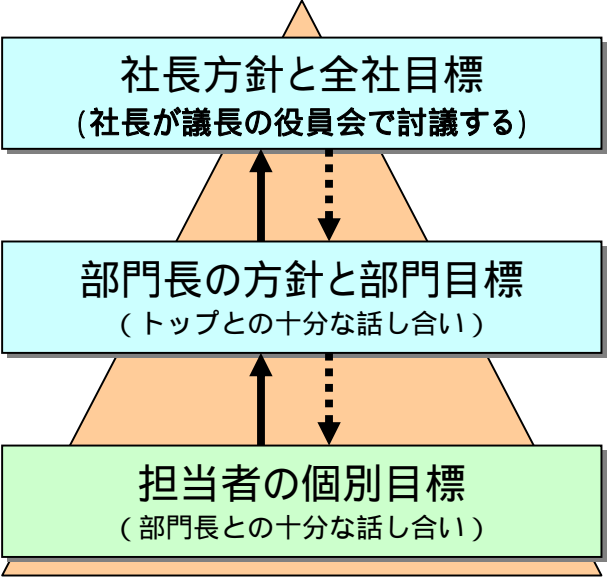 社長方針と全社目標
(社長が議長の役員会で討議する)
部門長の方針と部門目標
(トップとの十分な話し合い)
担当者の個別目標
(部門長との十分な話し合い)